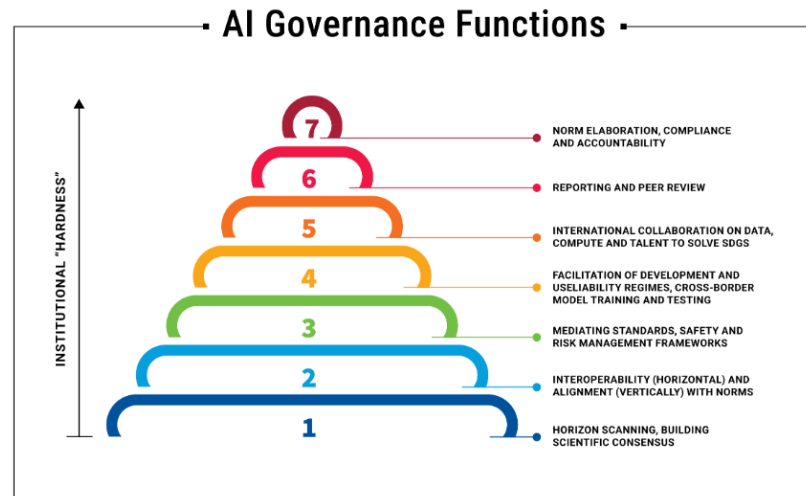 AI Governance Functions
INSTITUTIONAL "HARDNESS"
7
NORM ELABORATION, COMPLIANCE
AND ACCOUNTABILITY
6
REPORTING AND PEER REVIEW
5
INTERNATIONAL COLLABORATION ON DATA,
COMPUTE AND TALENT TO SOLVE SDGS
4
FACILITATION OF DEVELOPMENT AND
USELIABILITY REGIMES, CROSS-BORDER
MODEL TRAINING AND TESTING
3
MEDIATING STANDARDS, SAFETY AND
RISK MANAGEMENT FRAMEWORKS
2
INTEROPERABILITY (HORIZONTAL) AND
ALIGNMENT (VERTICALLY) WITH NORMS
1
HORIZON SCANNING, BUILDING
SCIENTIFIC CONSENSUS